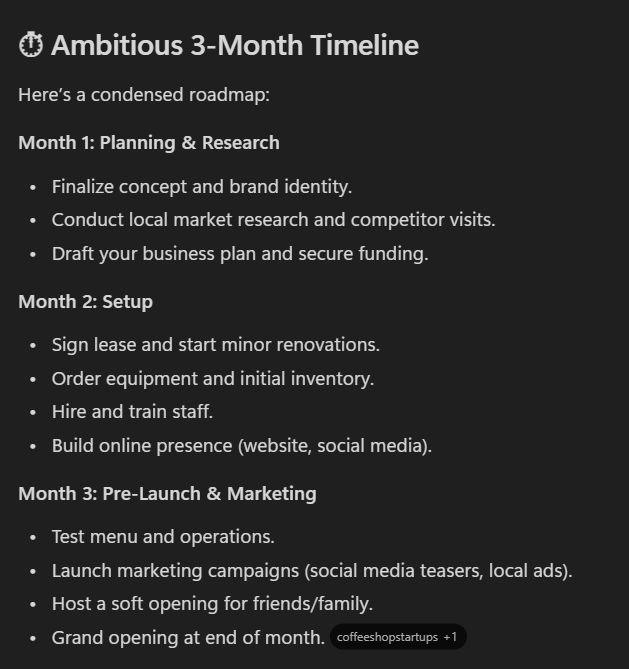 ⏱ Ambitious 3-Month Timeline
Here’s a condensed roadmap:
Month 1: Planning & Research
• Finalize concept and brand identity.
• Conduct local market research and competitor visits.
• Draft your business plan and secure funding.
Month 2: Setup
• Sign lease and start minor renovations.
• Order equipment and initial inventory.
• Hire and train staff.
• Build online presence (website, social media).
Month 3: Pre-Launch & Marketing
• Test menu and operations.
• Launch marketing campaigns (social media teasers, local ads).
• Host a soft opening for friends/family.
• Grand opening at end of month. coffeeshopstartups +1